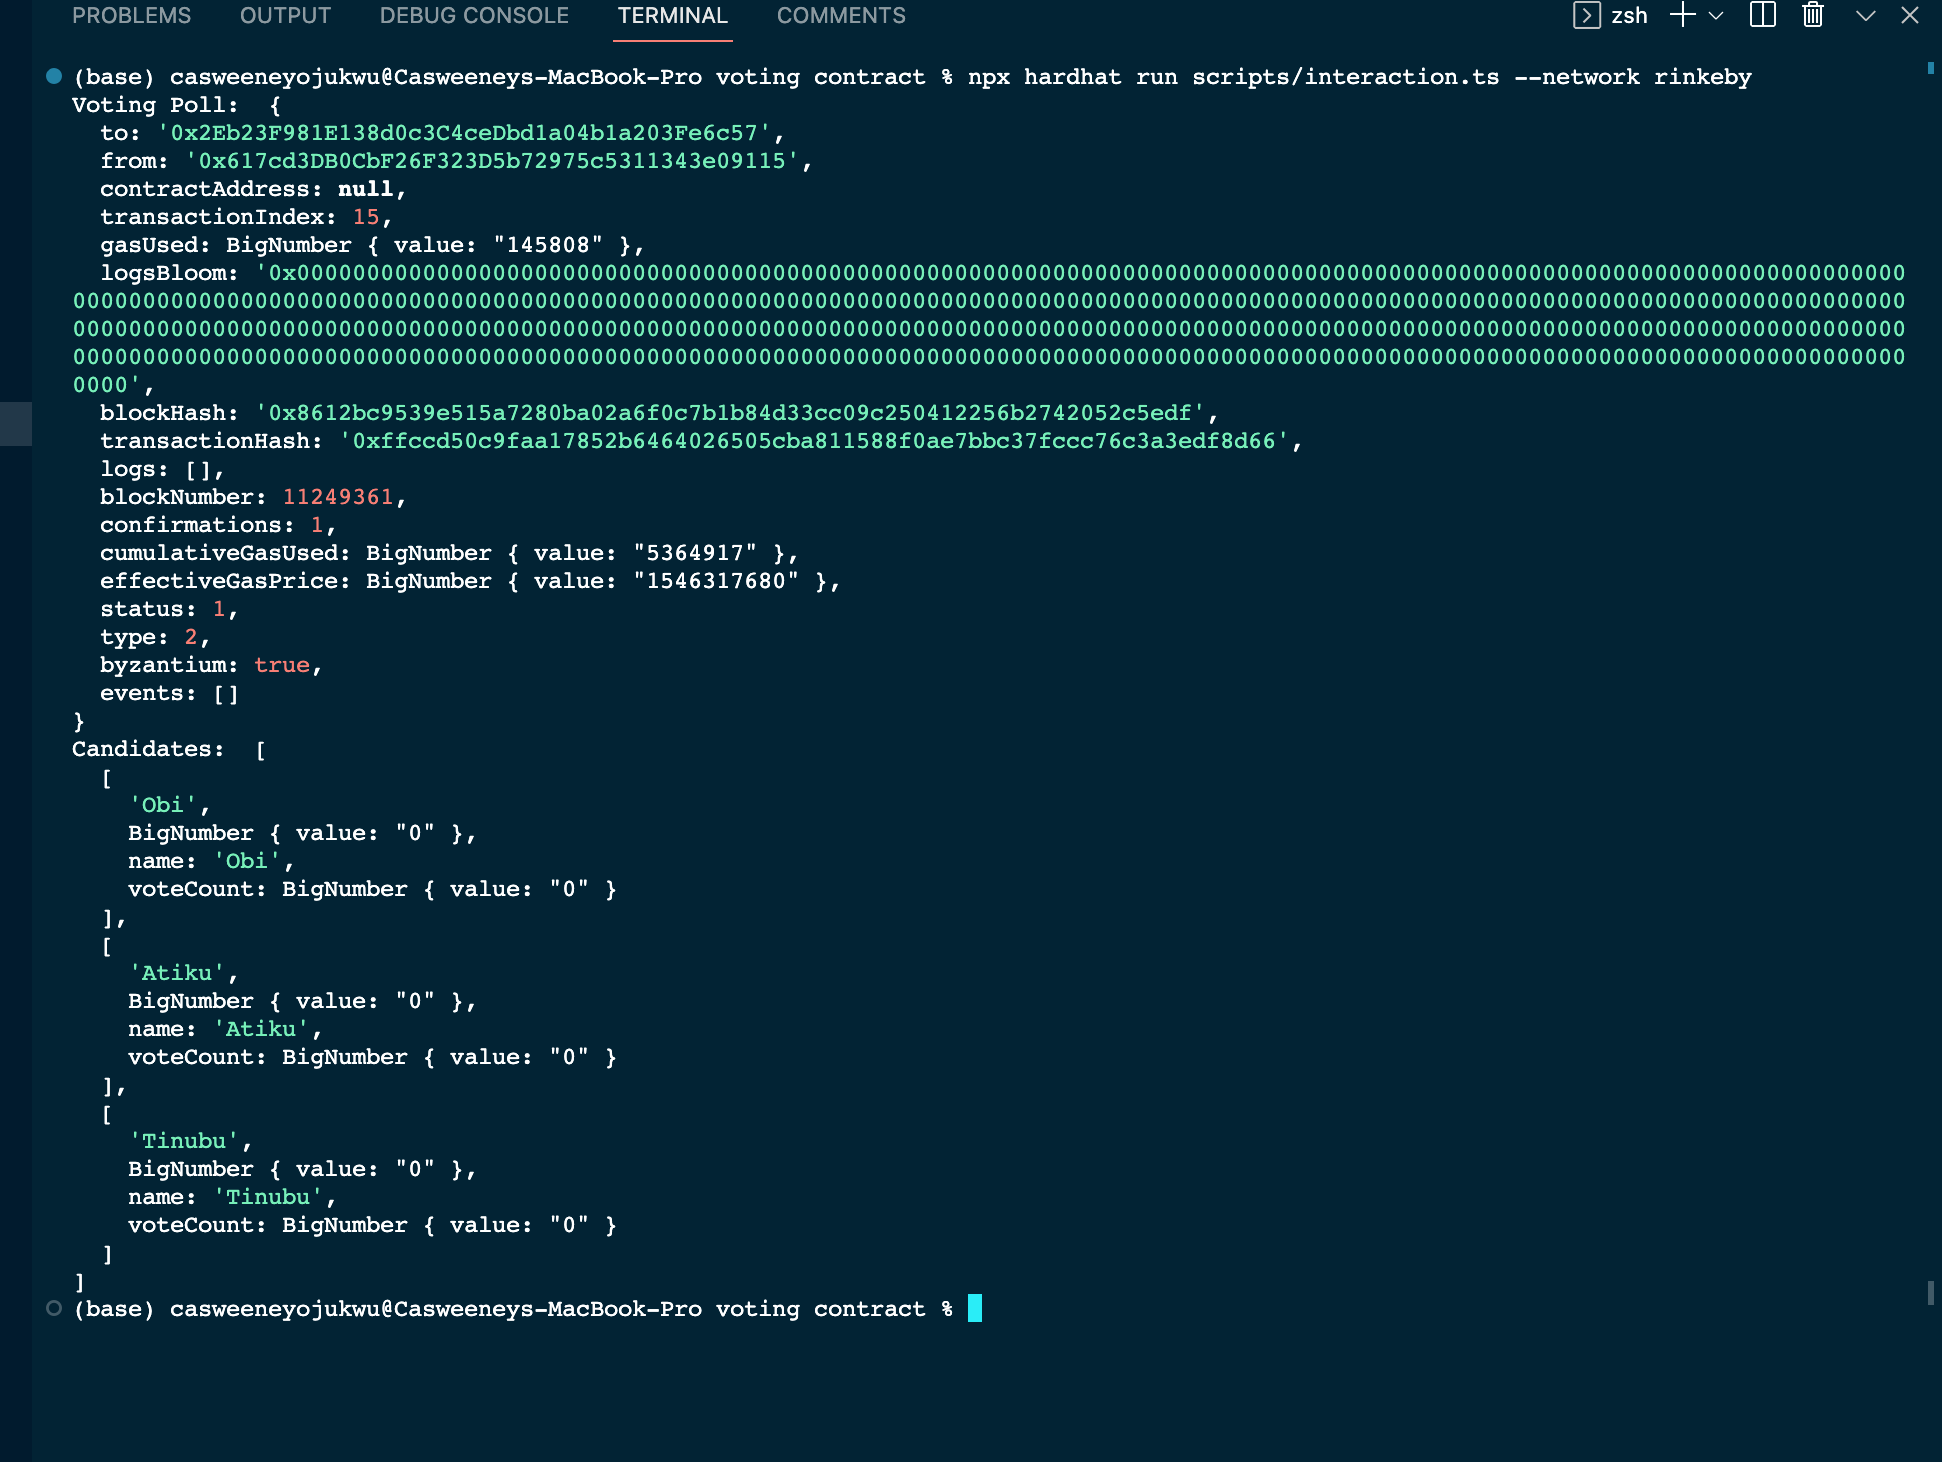 PROBLEMS OUTPUT DEBUG CONSOLE TERMINAL COMMENTS zsh
(base) casweeneyojukwu@Casweeneys-MacBook-Pro voting contract % npx hardhat run scripts/interaction.ts --network rinkeby
Voting Poll:  {
  to: '0x2Eb23F981E138d0c3C4ceDbd1a04b1a203Fe6c57',
  from: '0x617cd3DB0CbF26F323D5b72975c5311343e09115',
  contractAddress: null,
  transactionIndex: 15,
  gasUsed: BigNumber { value: "145808" },
  logsBloom: '0x00000000000000000000000000000000000000000000000000000000000000000000000000000000000000000000000000000000000000000000
00000000000000000000000000000000000000000000000000000000000000000000000000000000000000000000000000000000000000000000000000000000000
00000000000000000000000000000000000000000000000000000000000000000000000000000000000000000000000000000000000000000000000000000000000
00000000000000000000000000000000000000000000000000000000000000000000000000000000000000000000000000000000000000000000000000000000000
0000',
  blockHash: '0x8612bc9539e515a7280ba02a6f0c7b1b84d33cc09c250412256b2742052c5edf',
  transactionHash: '0xffccd50c9faa17852b6464026505cba811588f0ae7bbc37fccc76c3a3edf8d66',
  logs: [],
  blockNumber: 11249361,
  confirmations: 1,
  cumulativeGasUsed: BigNumber { value: "5364917" },
  effectiveGasPrice: BigNumber { value: "1546317680" },
  status: 1,
  type: 2,
  byzantium: true,
  events: []
}
Candidates:  [
  [
    'Obi',
    BigNumber { value: "0" },
    name: 'Obi',
    voteCount: BigNumber { value: "0" }
  ],
  [
    'Atiku',
    BigNumber { value: "0" },
    name: 'Atiku',
    voteCount: BigNumber { value: "0" }
  ],
  [
    'Tinubu',
    BigNumber { value: "0" },
    name: 'Tinubu',
    voteCount: BigNumber { value: "0" }
  ]
]
(base) casweeneyojukwu@Casweeneys-MacBook-Pro voting contract %